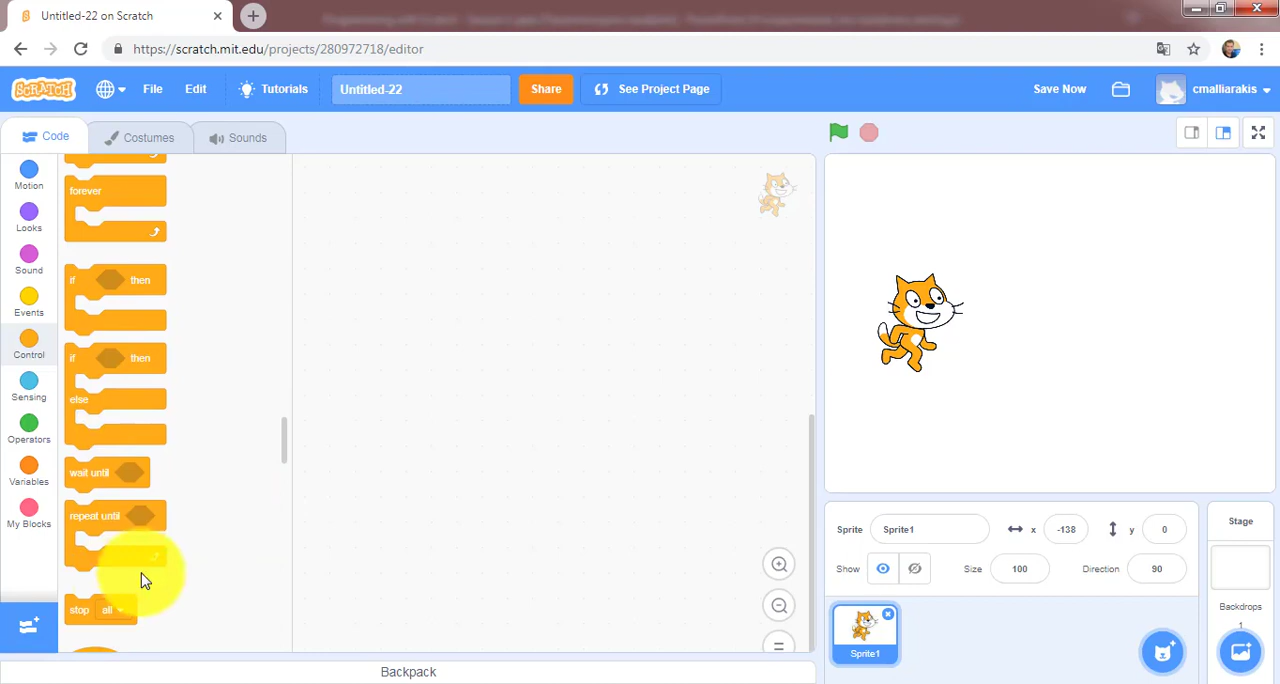 Untitled-22 on Scratch
https://scratch.mit.edu/projects/280972718/editor
SCRATCH
File
Edit
Tutorials
Untitled-22
Share
See Project Page
Save Now
cmalliarakis
Code
Costumes
Sounds
Motion
Looks
Sound
Events
Control
Sensing
Operators
Variables
My Blocks
forever
if then
if then
else
wait until
repeat until
stop all
Backpack
Sprite Sprite1 x -138 y 0
Show Size 100 Direction 90
Sprite1
Stage
Backdrops
1